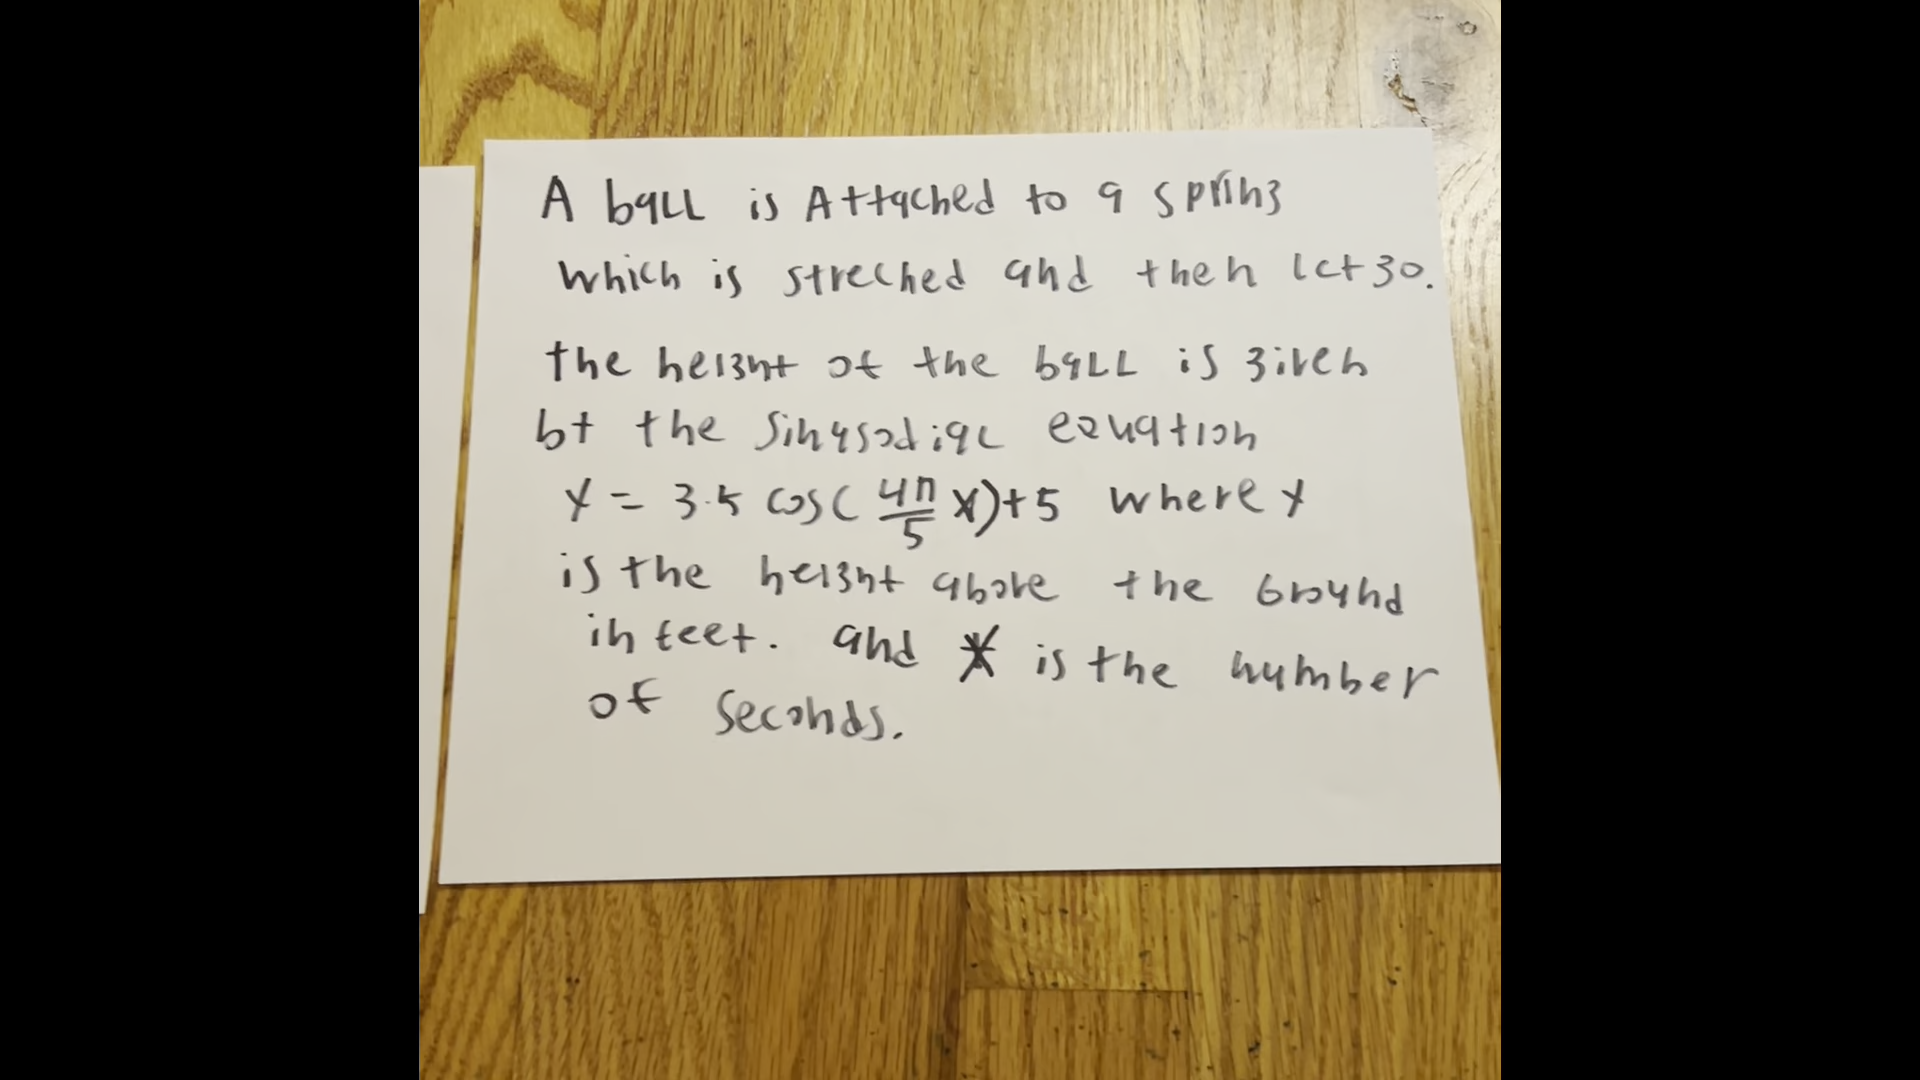 A ball is Attached to a spring
which is streched and then let go.
the height of the ball is given
by the sinusodial equation
y = 3.5 cos(4π/5 x)+5 where y
is the height above the Ground
in feet. and x is the number
of seconds.